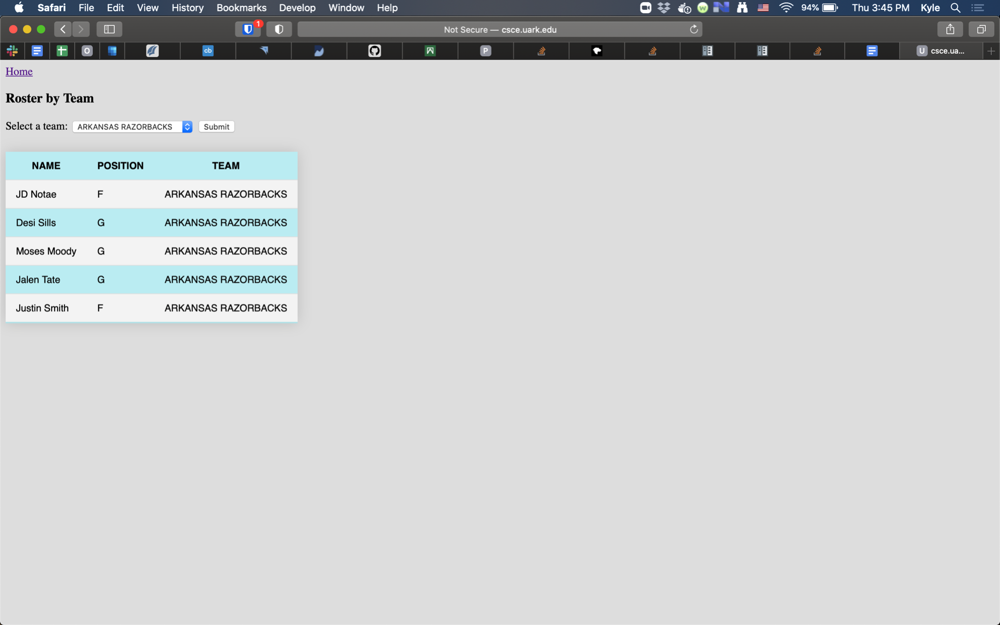 Safari File Edit View History Bookmarks Develop Window Help W 94% Thu 3:45 PM Kyle
1 Not Secure — csce.uark.edu
O cb P U csce.ua...
Home
Roster by Team
Select a team: ARKANSAS RAZORBACKS Submit
NAME POSITION TEAM
JD Notae F ARKANSAS RAZORBACKS
Desi Sills G ARKANSAS RAZORBACKS
Moses Moody G ARKANSAS RAZORBACKS
Jalen Tate G ARKANSAS RAZORBACKS
Justin Smith F ARKANSAS RAZORBACKS